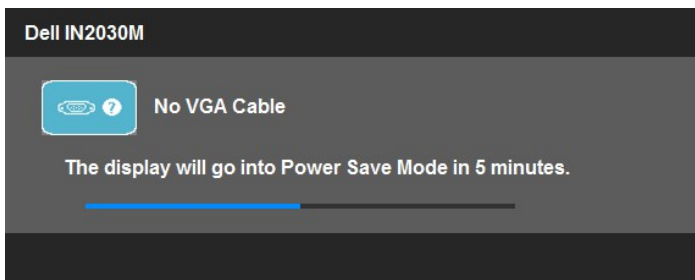 Dell IN2030M
?
No VGA Cable
The display will go into Power Save Mode in 5 minutes.